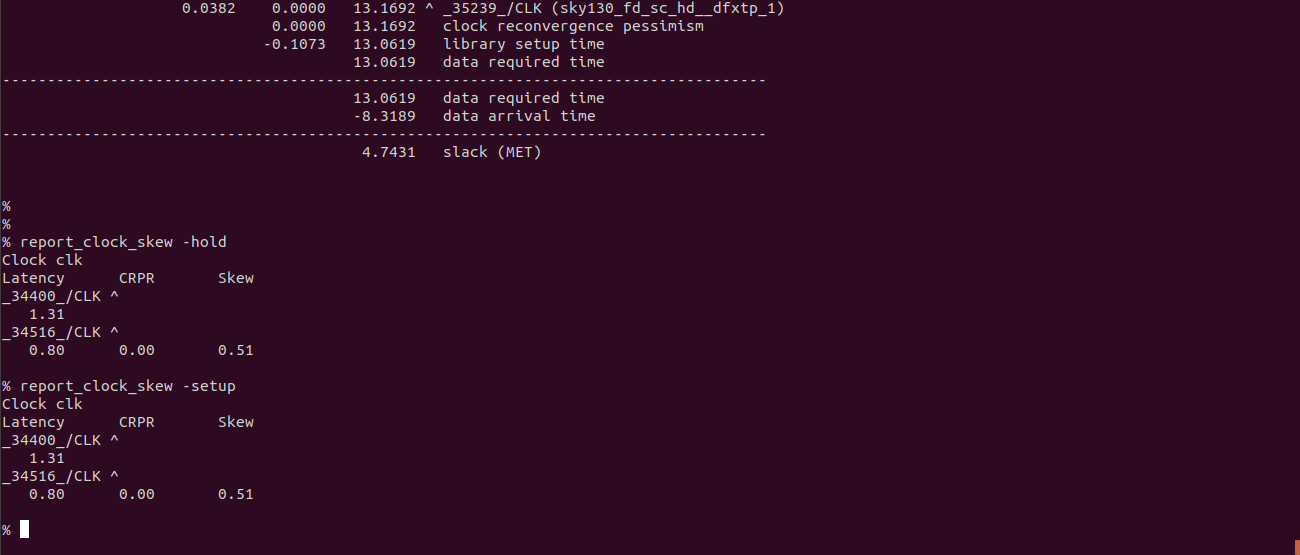 0.0382    0.0000   13.1692 ^ _35239_/CLK (sky130_fd_sc_hd__dfxtp_1)
0.0000   13.1692   clock reconvergence pessimism
-0.1073   13.0619   library setup time
13.0619   data required time
-------------------------------------------------------------------------------------
13.0619   data required time
-8.3189   data arrival time
-------------------------------------------------------------------------------------
4.7431   slack (MET)
%
%
% report_clock_skew -hold
Clock clk
Latency      CRPR       Skew
_34400_/CLK ^
1.31
_34516_/CLK ^
0.80      0.00       0.51
% report_clock_skew -setup
Clock clk
Latency      CRPR       Skew
_34400_/CLK ^
1.31
_34516_/CLK ^
0.80      0.00       0.51
%